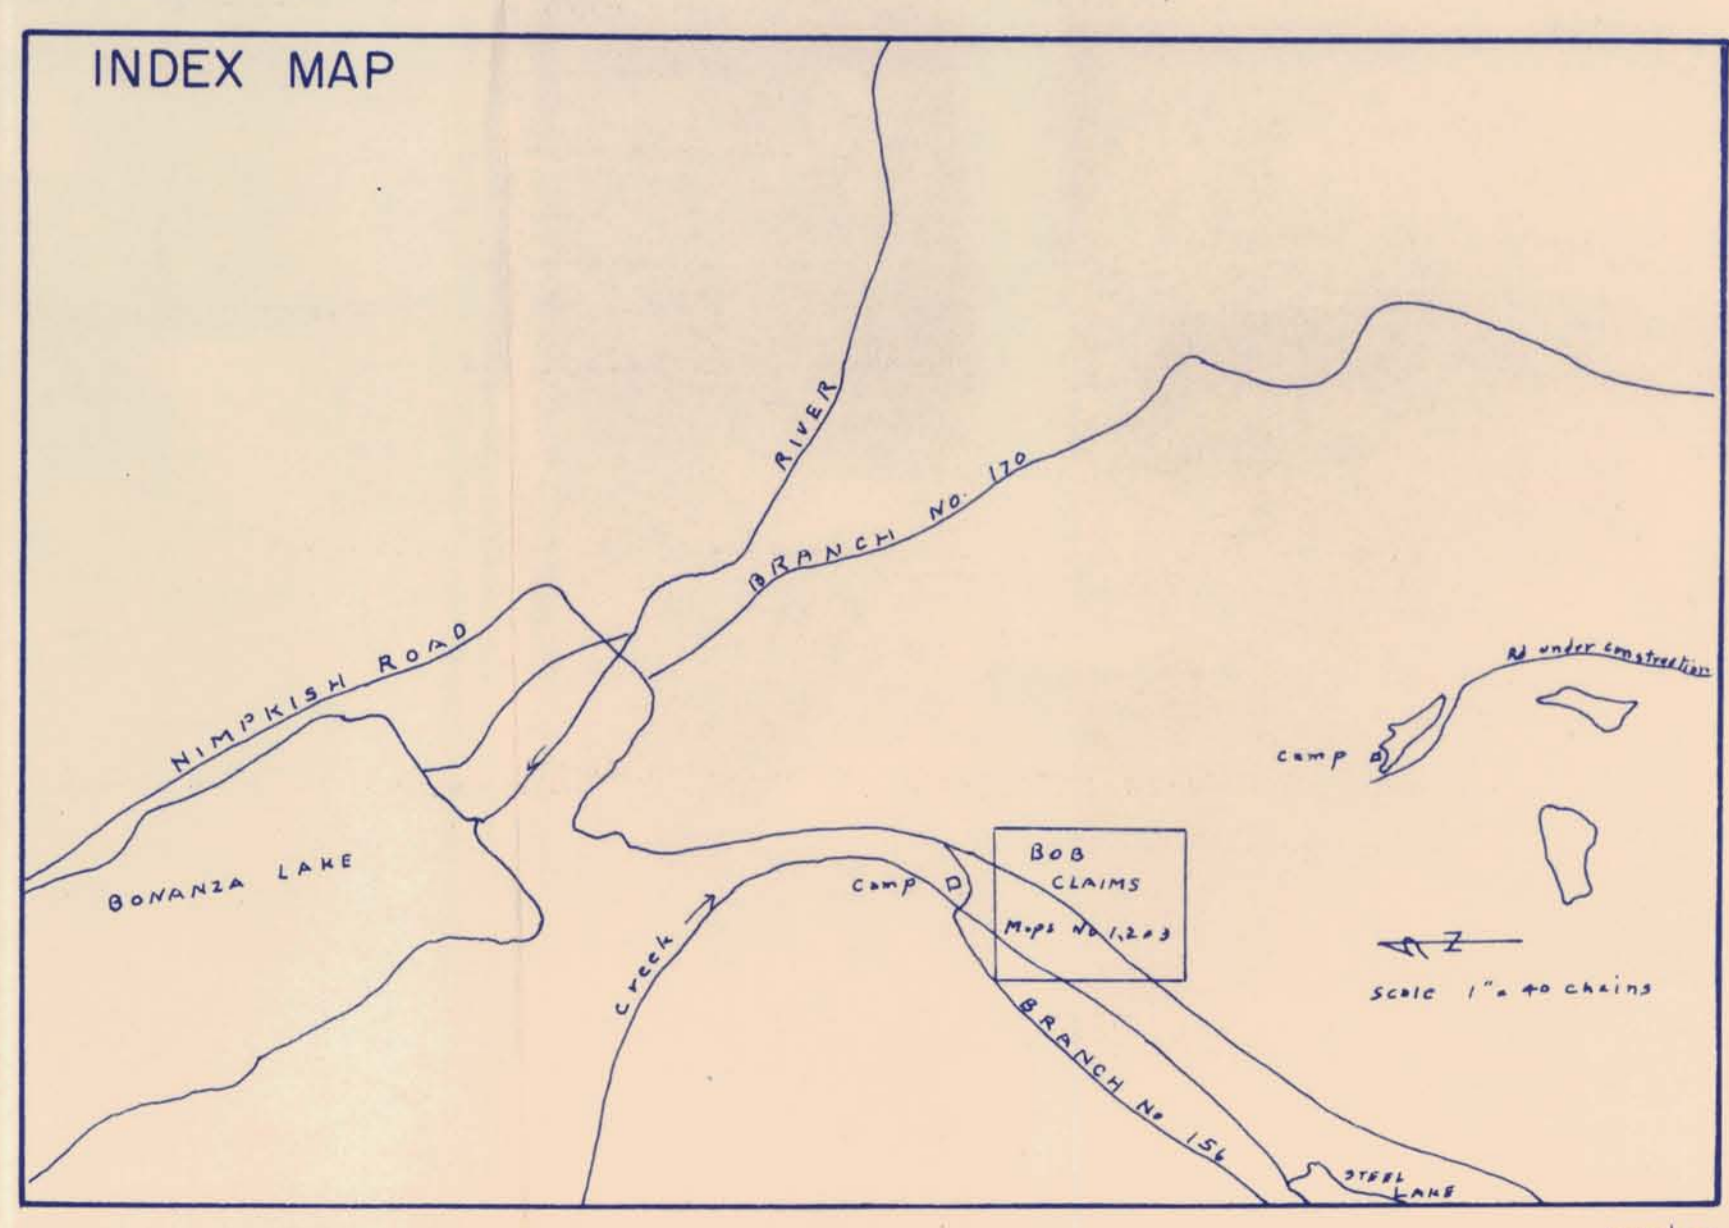 INDEX MAP
RIVER
BRANCH NO. 170
NIMPKISH ROAD
Rd under construction
Camp
BONANZA LAKE
BOB
CLAIMS
Maps No 1,2 & 3
Camp
Creek
N
Scale 1" = 40 chains
BRANCH No 156
STEEL
LAKE